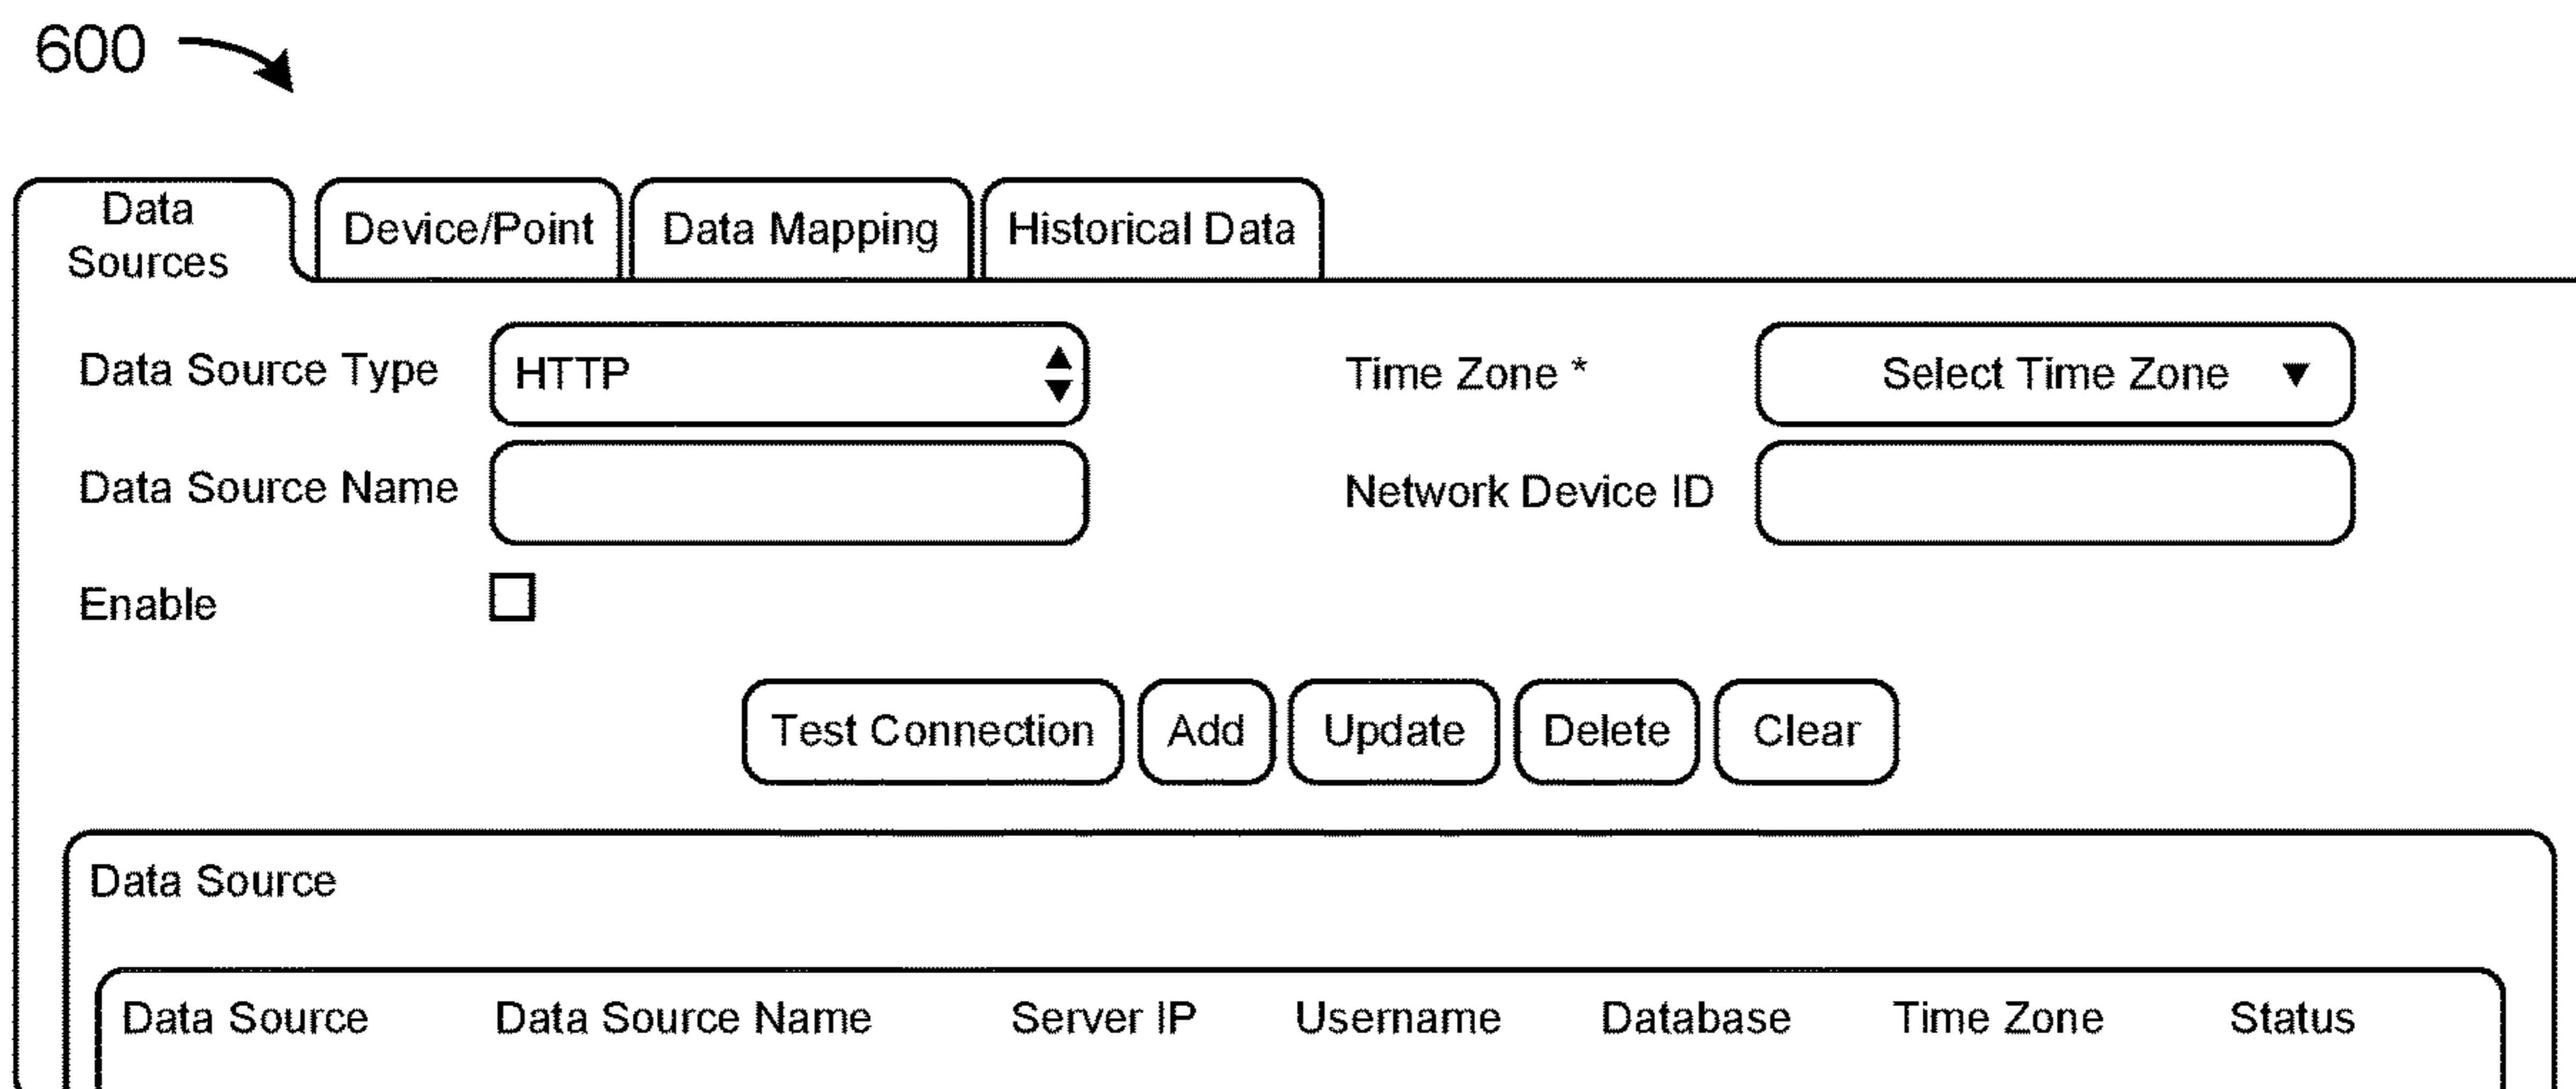 600
Data
Sources
Device/Point
Data Mapping
Historical Data
Data Source Type
HTTP
Time Zone *
Select Time Zone
Data Source Name
Network Device ID
Enable
Test Connection
Add
Update
Delete
Clear
Data Source
Data Source
Data Source Name
Server IP
Username
Database
Time Zone
Status